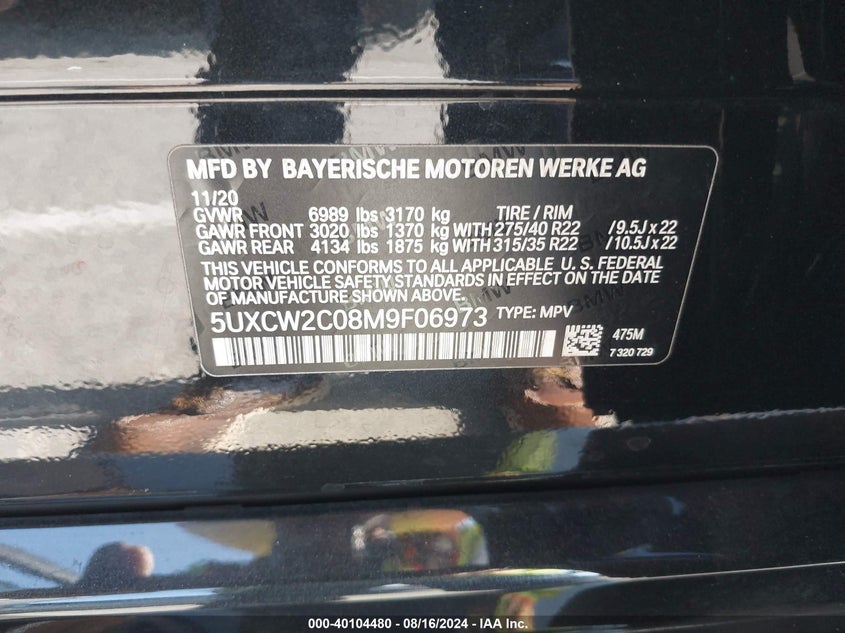 MFD BY BAYERISCHE MOTOREN WERKE AG
11/20
GVWR 6989 lbs 3170 kg TIRE / RIM
GAWR FRONT 3020 lbs 1370 kg WITH 275/40 R22 / 9.5J x 22
GAWR REAR 4134 lbs 1875 kg WITH 315/35 R22 / 10.5J x 22
THIS VEHICLE CONFORMS TO ALL APPLICABLE U. S. FEDERAL
MOTOR VEHICLE SAFETY STANDARDS IN EFFECT ON THE DATE
OF MANUFACTURE SHOWN ABOVE.
5UXCW2C08M9F06973 TYPE: MPV
475M
7 320 729
000-40104480 - 08/16/2024 - IAA Inc.